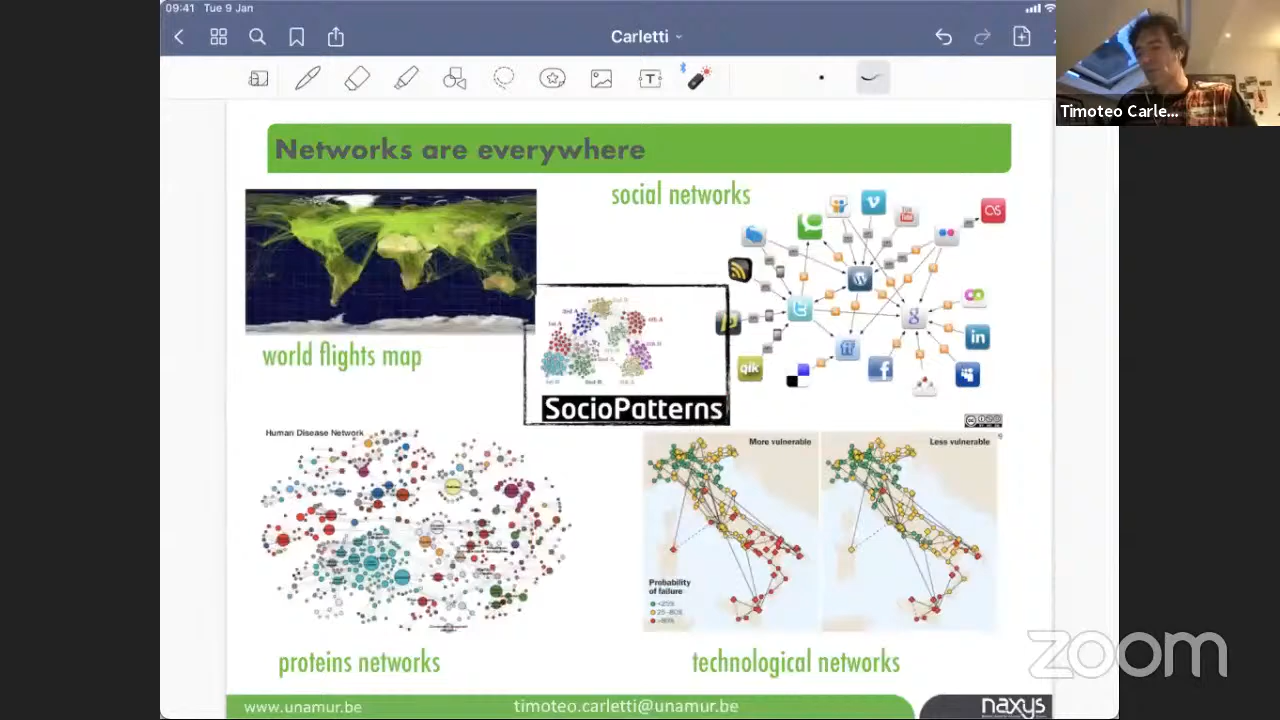 09:41 Tue 9 Jan
Carletti
Timoteo Carle...
Networks are everywhere
social networks
world flights map
SocioPatterns
qik
in
Human Disease Network
More vulnerable
Less vulnerable
Probability
of failure
proteins networks
technological networks
zoom
www.unamur.be
timoteo.carletti@unamur.be
naxys